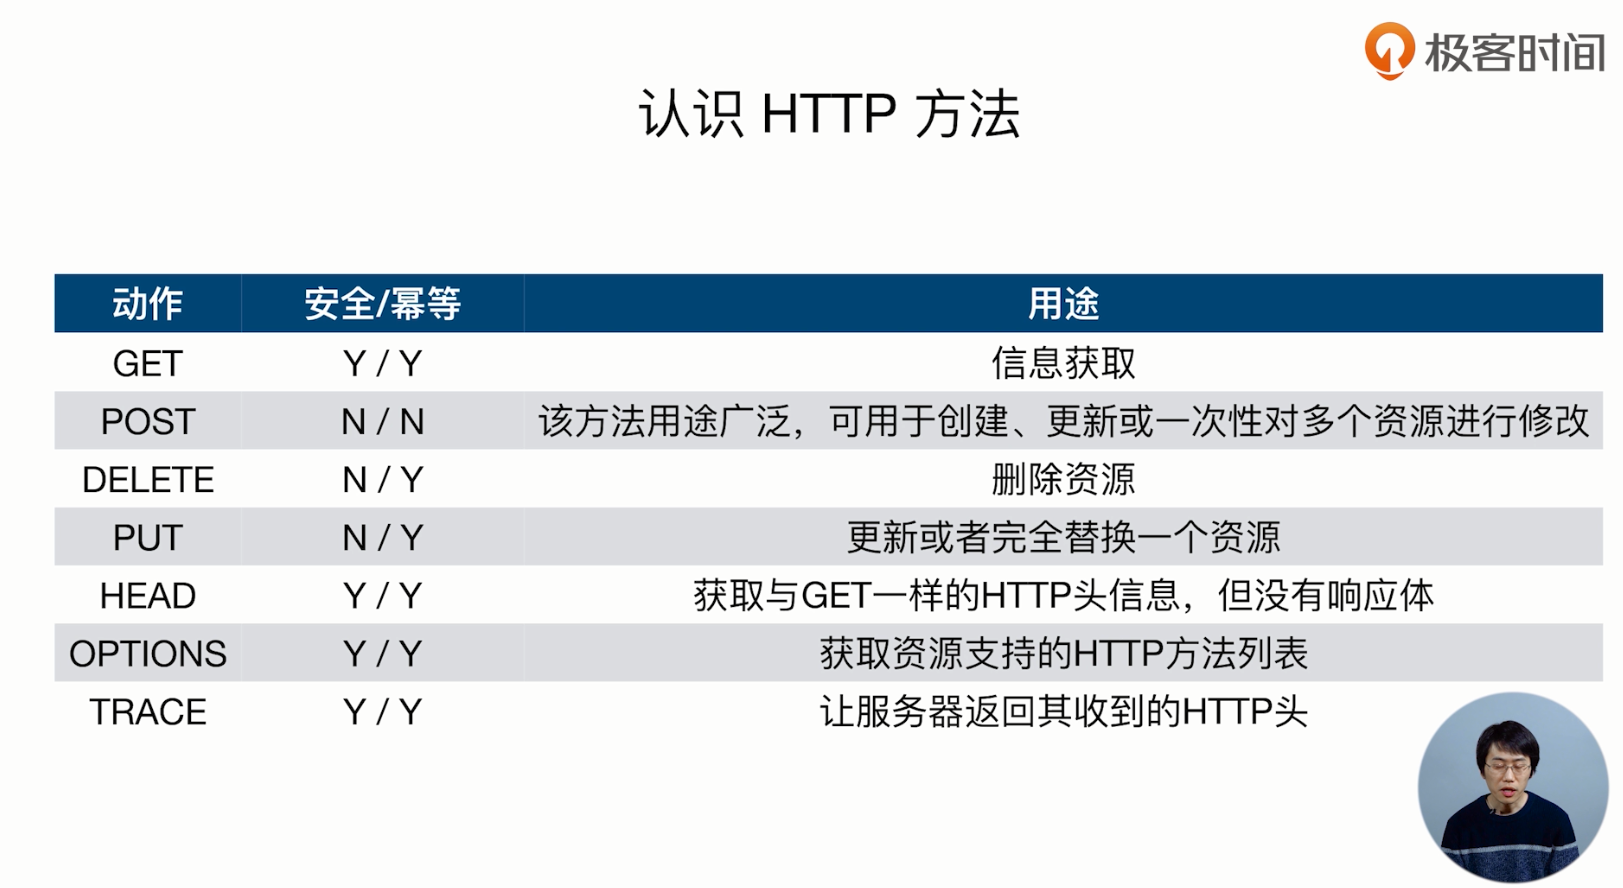 极客时间
认识 HTTP 方法
动作 安全/幂等 用途
GET Y / Y 信息获取
POST N / N 该方法用途广泛，可用于创建、更新或一次性对多个资源进行修改
DELETE N / Y 删除资源
PUT N / Y 更新或者完全替换一个资源
HEAD Y / Y 获取与GET一样的HTTP头信息，但没有响应体
OPTIONS Y / Y 获取资源支持的HTTP方法列表
TRACE Y / Y 让服务器返回其收到的HTTP头